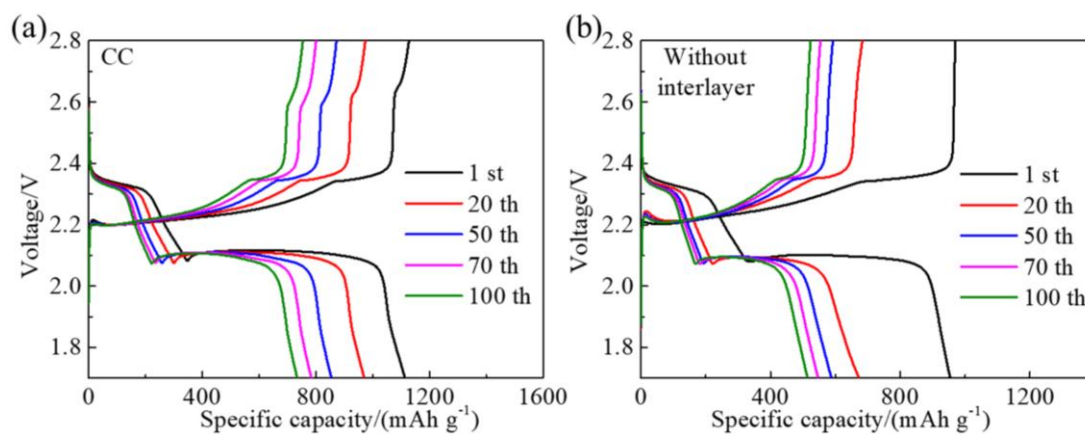 (a)
CC
2.8
2.6
2.4
2.2
2.0
1.8
Voltage/V
1 st
20 th
50 th
70 th
100 th
0 400 800 1200 1600
Specific capacity/(mAh g⁻¹)
(b)
Without
interlayer
2.8
2.6
2.4
2.2
2.0
1.8
Voltage/V
1 st
20 th
50 th
70 th
100 th
0 400 800 1200
Specific capacity/(mAh g⁻¹)